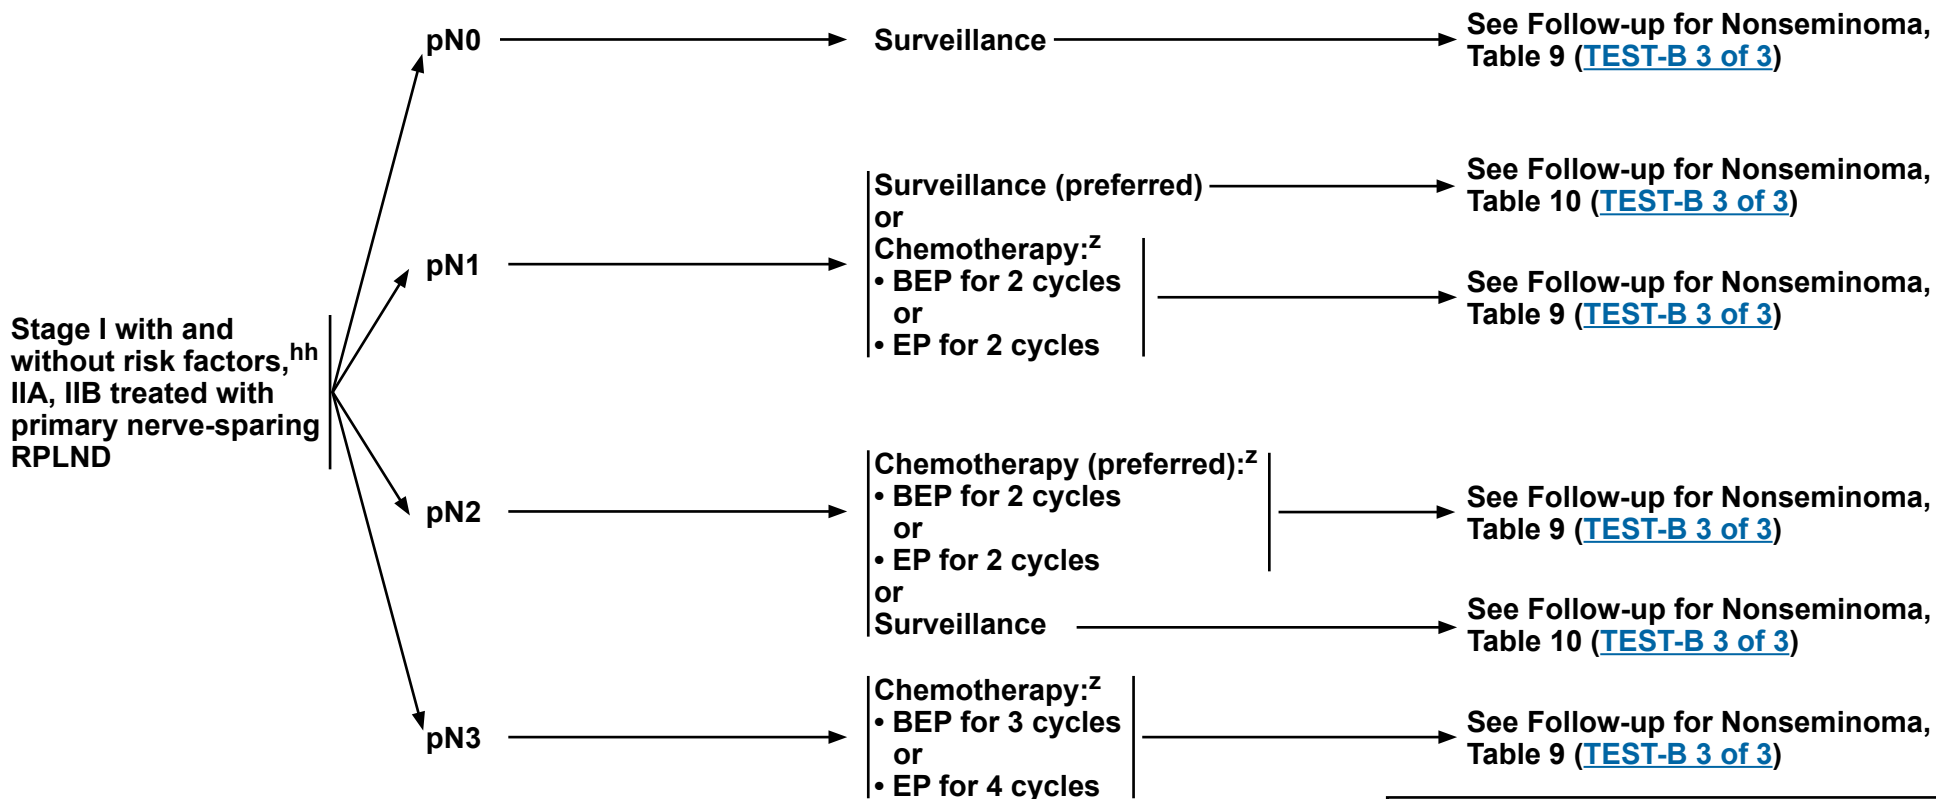 Stage I with and
without risk factors,hh
IIA, IIB treated with
primary nerve-sparing
RPLND
pN0
Surveillance
See Follow-up for Nonseminoma,
Table 9 (TEST-B 3 of 3)
pN1
Surveillance (preferred)
or
Chemotherapy:z
• BEP for 2 cycles
or
• EP for 2 cycles
See Follow-up for Nonseminoma,
Table 10 (TEST-B 3 of 3)
See Follow-up for Nonseminoma,
Table 9 (TEST-B 3 of 3)
pN2
Chemotherapy (preferred):z
• BEP for 2 cycles
or
• EP for 2 cycles
or
Surveillance
See Follow-up for Nonseminoma,
Table 9 (TEST-B 3 of 3)
See Follow-up for Nonseminoma,
Table 10 (TEST-B 3 of 3)
pN3
Chemotherapy:z
• BEP for 3 cycles
or
• EP for 4 cycles
See Follow-up for Nonseminoma,
Table 9 (TEST-B 3 of 3)